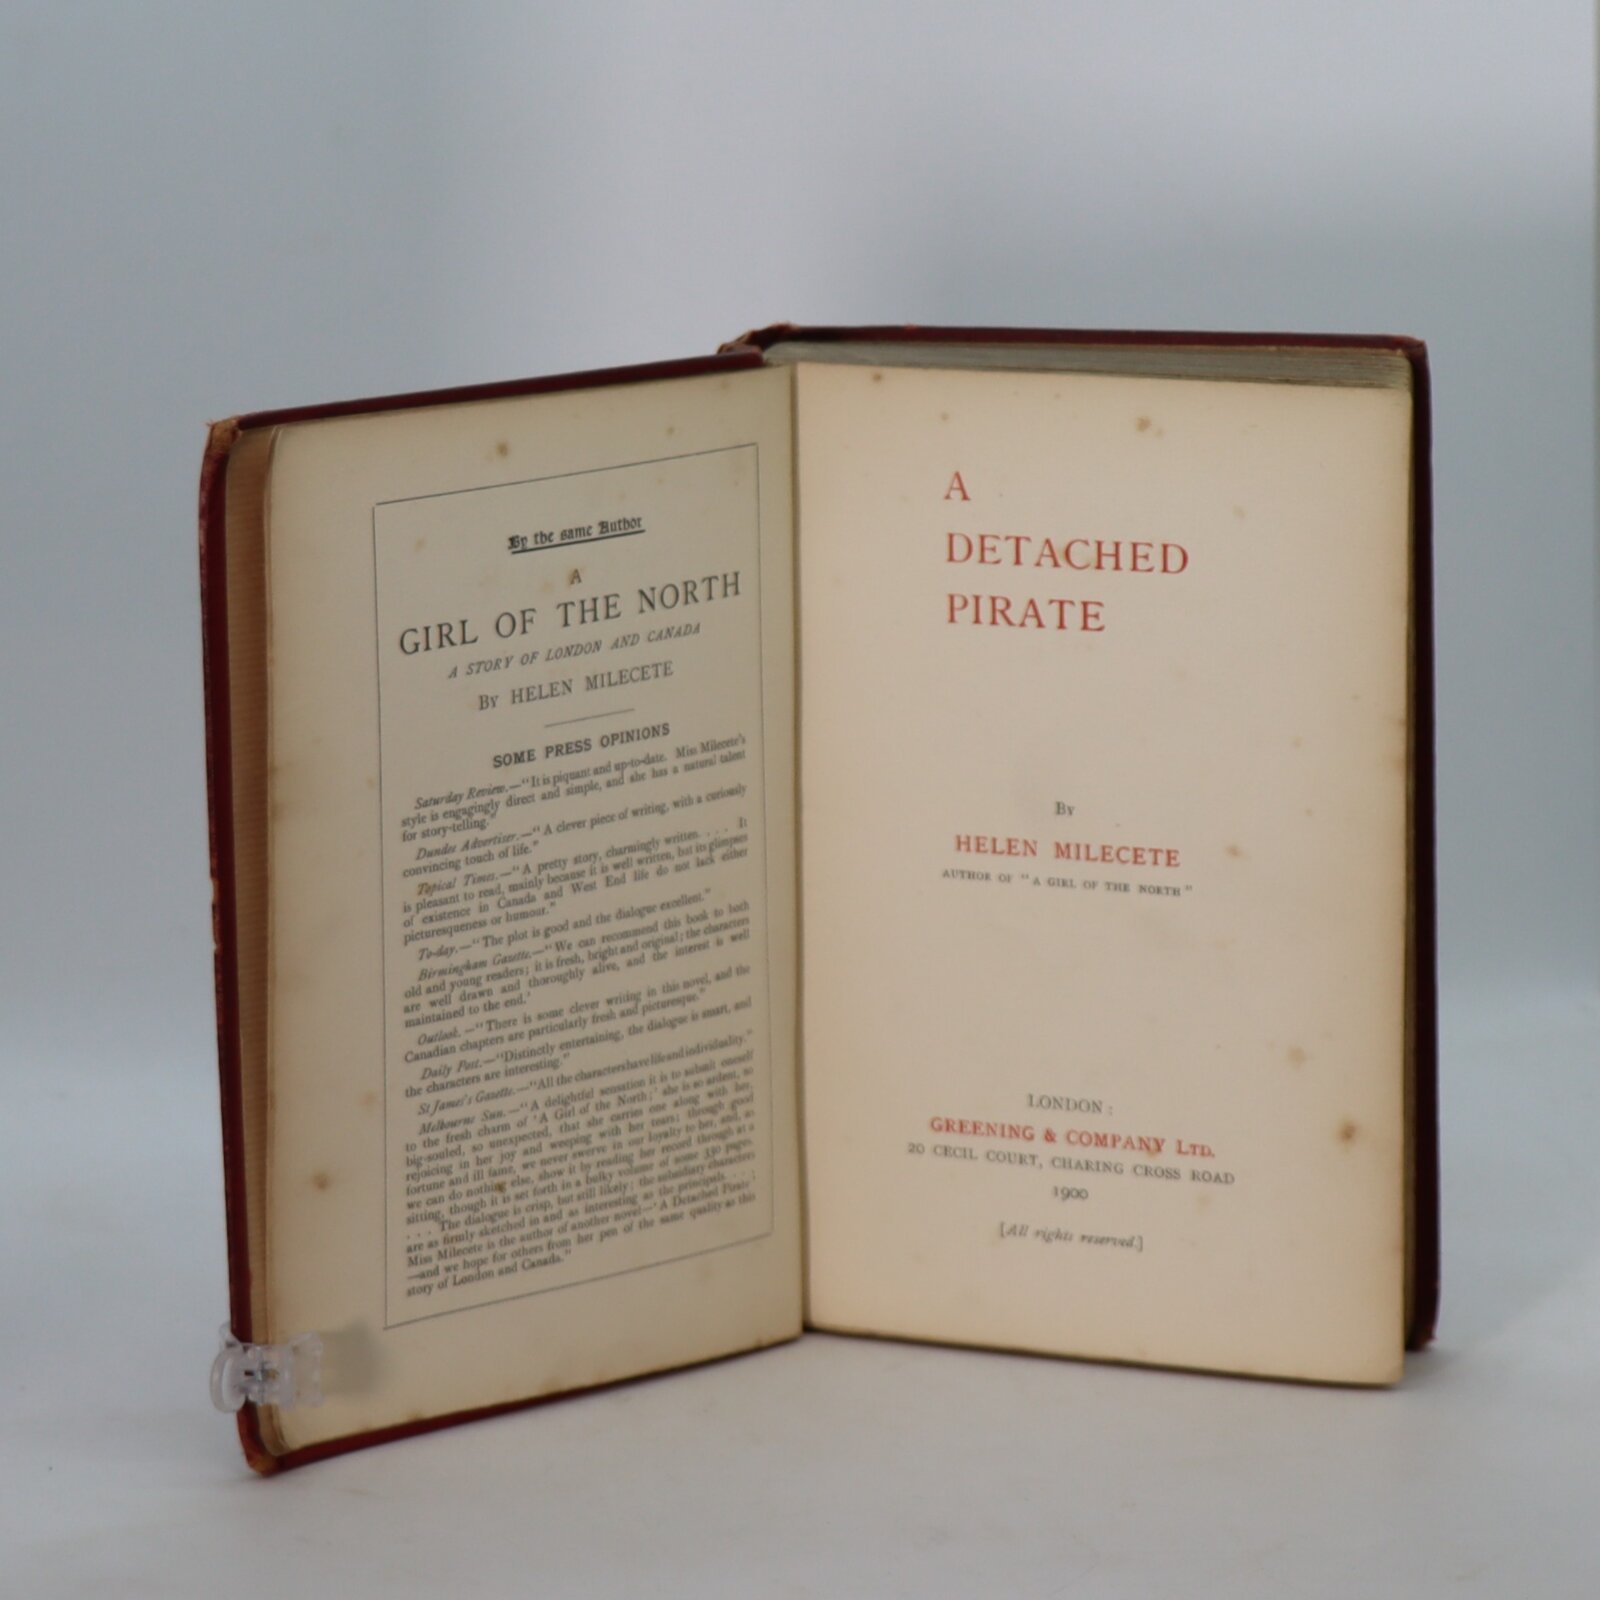 By the same Author
A
GIRL OF THE NORTH
A STORY OF LONDON AND CANADA
By HELEN MILECETE
SOME PRESS OPINIONS
Saturday Review.—"It is piquant and up-to-date. Miss Milecete's
style is engagingly direct and simple, and she has a natural talent
for story-telling."
Dundee Advertiser.—"A clever piece of writing, with a curiously
convincing touch of life."
Topical Times.—"A pretty story, charmingly written. . . . It
is pleasant to read, mainly because it is well written, but its glimpses
of existence in Canada and West End life do not lack either
picturesqueness or humour."
To-day.—"The plot is good and the dialogue excellent."
Birmingham Gazette.—"We can recommend this book to both
old and young readers; it is fresh, bright and original; the characters
are well drawn and thoroughly alive, and the interest is well
maintained to the end.'
Outlook.—"There is some clever writing in this novel, and the
Canadian chapters are particularly fresh and picturesque."
Daily Post.—"Distinctly entertaining, the dialogue is smart, and
the characters are interesting."
St James's Gazette.—"All the characters have life and individuality."
Melbourne Sun.—"A delightful sensation it is to submit oneself
to the fresh charm of 'A Girl of the North;' she is so ardent, so
big-souled, so unexpected, that she carries one along with her,
rejoicing in her joy and weeping with her tears; through good
fortune and ill fame, we never swerve in our loyalty to her, and, as
we can do nothing else, show it by reading her record through at a
sitting, though it is set forth in a bulky volume of some 330 pages.
. . . The dialogue is crisp, but still likely; the subsidiary characters
are as firmly sketched in and as interesting as the principals. . . .
Miss Milecete is the author of another novel—'A Detached Pirate';
—and we hope for others from her pen of the same quality as this
story of London and Canada."
A
DETACHED
PIRATE
By
HELEN MILECETE
AUTHOR OF "A GIRL OF THE NORTH"
LONDON:
GREENING & COMPANY LTD.
20 CECIL COURT, CHARING CROSS ROAD
1900
[All rights reserved.]